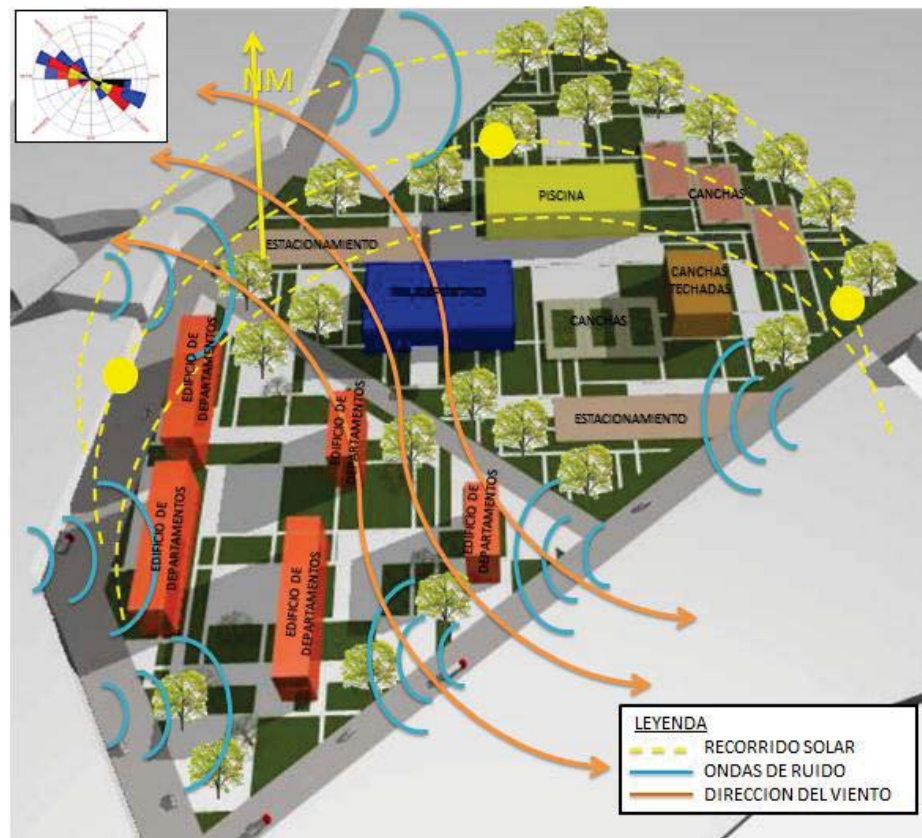 NM
PISCINA
CANCHAS
ESTACIONAMIENTO
CANCHAS
TECHADAS
CANCHAS
EDIFICIO DE
DEPARTAMENTOS
EDIFICIO DE
DEPARTAMENTOS
ESTACIONAMIENTO
EDIFICIO DE
DEPARTAMENTOS
EDIFICIO DE
DEPARTAMENTOS
EDIFICIO DE
DEPARTAMENTOS
LEYENDA
RECORRIDO SOLAR
ONDAS DE RUIDO
DIRECCION DEL VIENTO